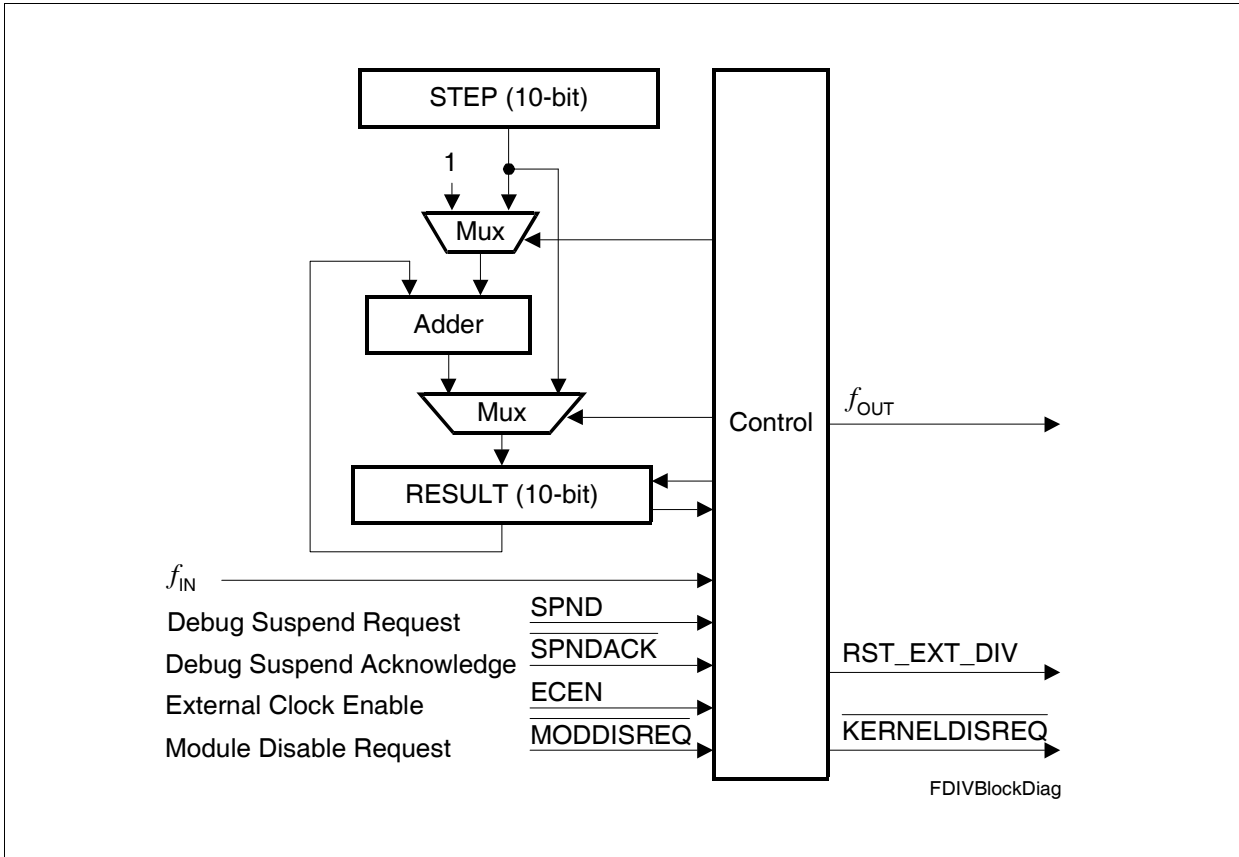 STEP (10-bit)
1
Mux
Adder
Mux
Control
RESULT (10-bit)
fOUT
fIN
Debug Suspend Request SPND
Debug Suspend Acknowledge SPNDACK
External Clock Enable ECEN
Module Disable Request MODDISREQ
RST_EXT_DIV
KERNELDISREQ
FDIVBlockDiag